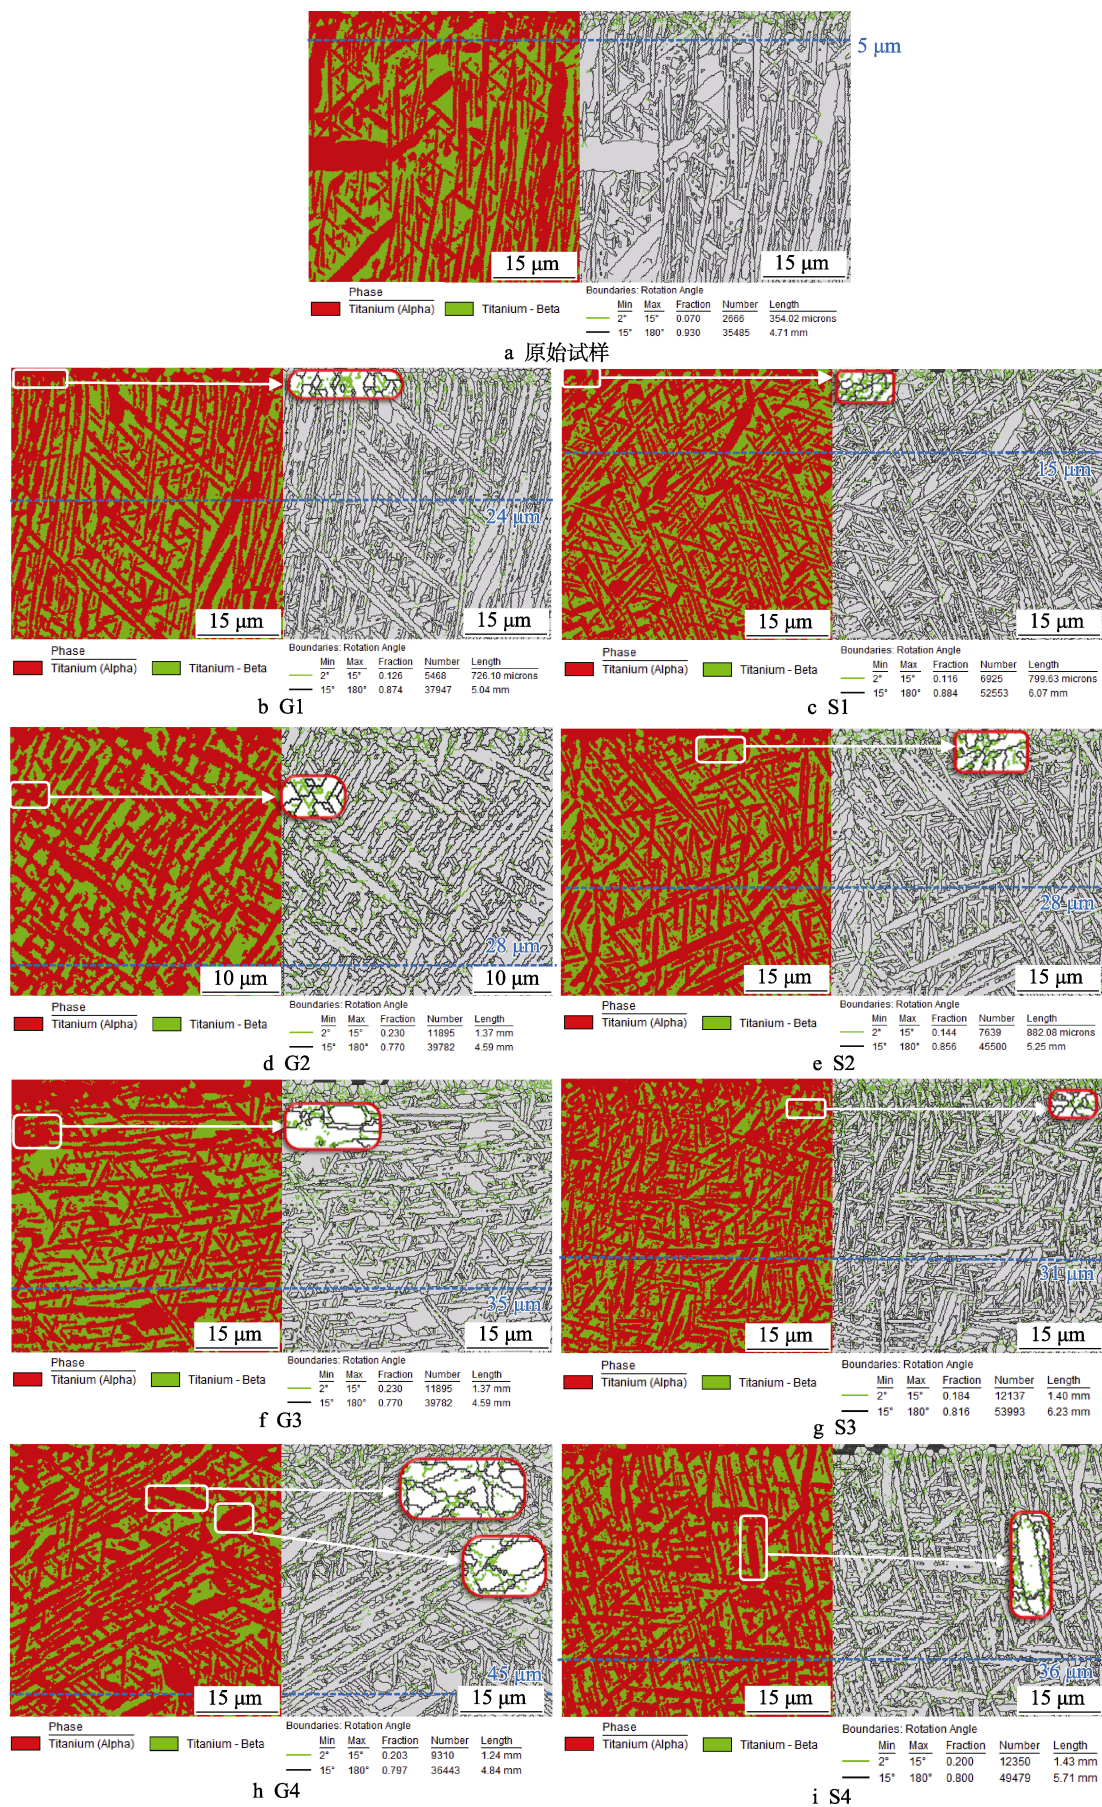 5 μm
15 μm
15 μm
Phase
Titanium (Alpha)
Titanium - Beta
Boundaries: Rotation Angle
Min Max Fraction Number Length
2° 15° 0.070 2666 354.02 microns
15° 180° 0.930 35485 4.71 mm
a 原始试样
24 μm
15 μm
15 μm
Phase
Titanium (Alpha)
Titanium - Beta
Boundaries: Rotation Angle
Min Max Fraction Number Length
2° 15° 0.126 5468 726.10 microns
15° 180° 0.874 37947 5.04 mm
b G1
15 μm
15 μm
15 μm
Phase
Titanium (Alpha)
Titanium - Beta
Boundaries: Rotation Angle
Min Max Fraction Number Length
2° 15° 0.116 6925 799.63 microns
15° 180° 0.884 52553 6.07 mm
c S1
28 μm
10 μm
10 μm
Phase
Titanium (Alpha)
Titanium - Beta
Boundaries: Rotation Angle
Min Max Fraction Number Length
2° 15° 0.230 11895 1.37 mm
15° 180° 0.770 39782 4.59 mm
d G2
28 μm
15 μm
15 μm
Phase
Titanium (Alpha)
Titanium - Beta
Boundaries: Rotation Angle
Min Max Fraction Number Length
2° 15° 0.144 7639 882.08 microns
15° 180° 0.856 45500 5.25 mm
e S2
35 μm
15 μm
15 μm
Phase
Titanium (Alpha)
Titanium - Beta
Boundaries: Rotation Angle
Min Max Fraction Number Length
2° 15° 0.230 11895 1.37 mm
15° 180° 0.770 39782 4.59 mm
f G3
31 μm
15 μm
15 μm
Phase
Titanium (Alpha)
Titanium - Beta
Boundaries: Rotation Angle
Min Max Fraction Number Length
2° 15° 0.184 12137 1.40 mm
15° 180° 0.816 53993 6.23 mm
g S3
45 μm
15 μm
15 μm
Phase
Titanium (Alpha)
Titanium - Beta
Boundaries: Rotation Angle
Min Max Fraction Number Length
2° 15° 0.203 9310 1.24 mm
15° 180° 0.797 36443 4.84 mm
h G4
36 μm
15 μm
15 μm
Phase
Titanium (Alpha)
Titanium - Beta
Boundaries: Rotation Angle
Min Max Fraction Number Length
2° 15° 0.200 12350 1.43 mm
15° 180° 0.800 49479 5.71 mm
i S4